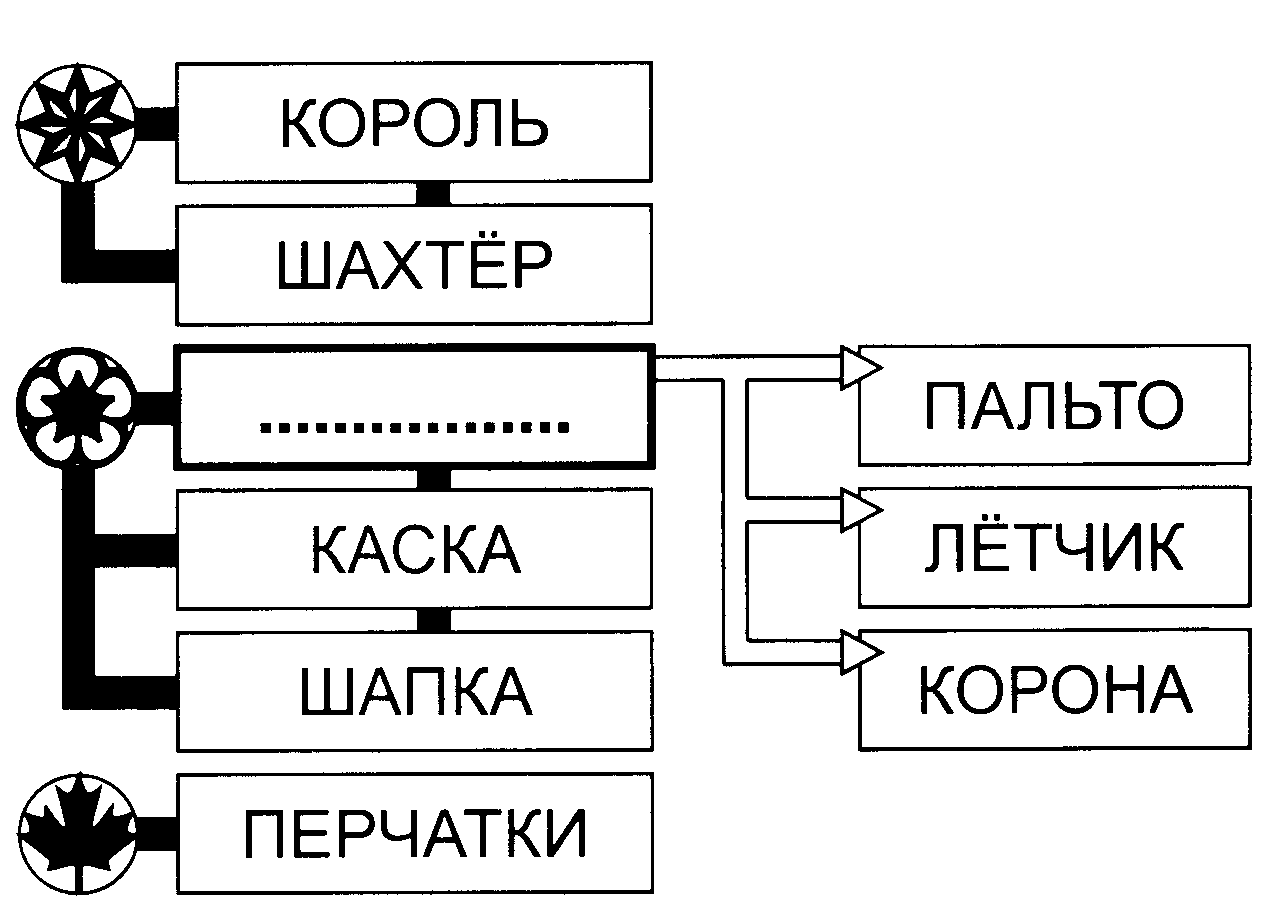 КОРОЛЬ
ШАХТЁР
.................
КАСКА
ШАПКА
ПЕРЧАТКИ
ПАЛЬТО
ЛЁТЧИК
КОРОНА